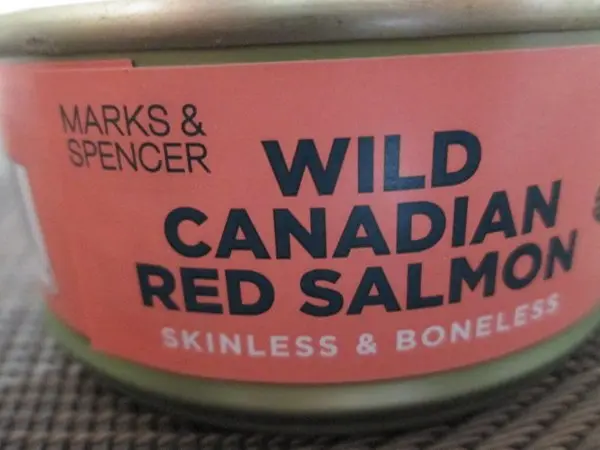 MARKS &
SPENCER
WILD
CANADIAN
RED SALMON
SKINLESS & BONELESS